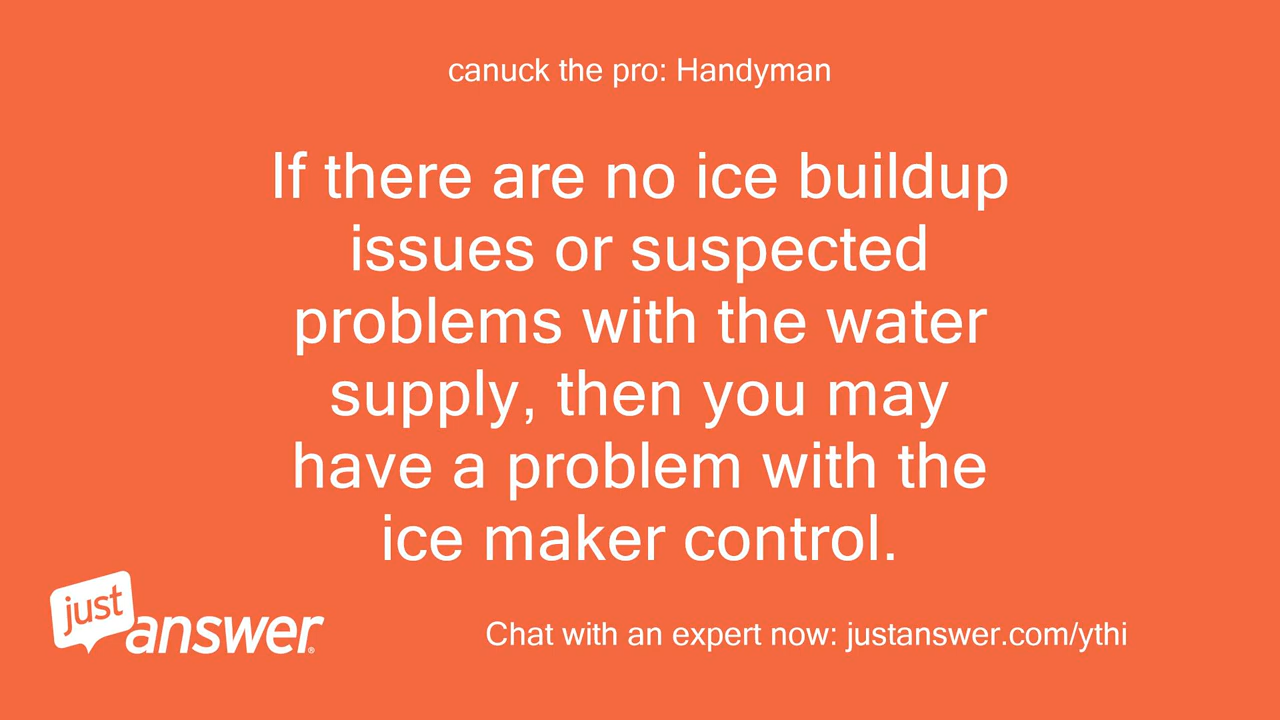 canuck the pro: Handyman
If there are no ice buildup
issues or suspected
problems with the water
supply, then you may
have a problem with the
ice maker control.
just
answer®
Chat with an expert now: justanswer.com/ythi